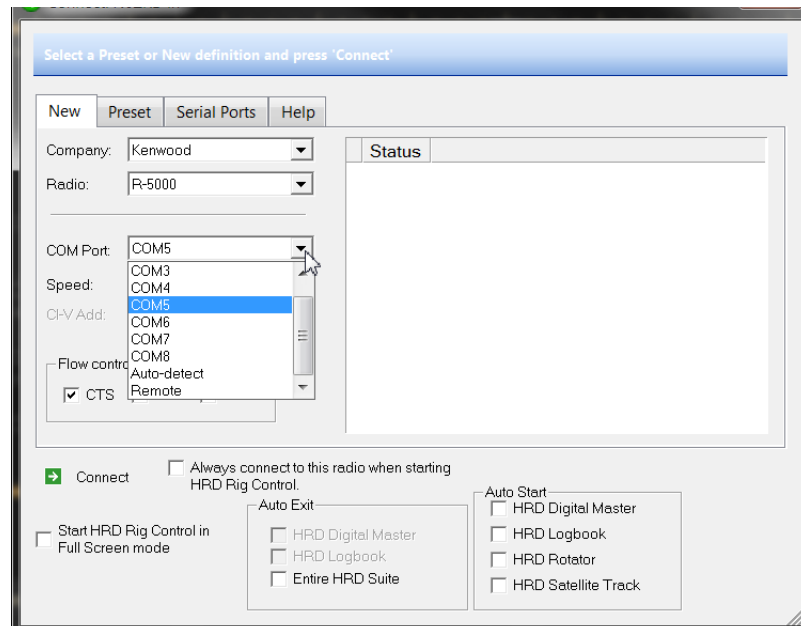 Select a Preset or New definition and press 'Connect'
New Preset Serial Ports Help
Company: Kenwood
Status
Radio: R-5000
COM Port: COM5
COM3
Speed:
COM4
COM5
CI-V Add:
COM6
COM7
COM8
Flow contro
Auto-detect
CTS
Remote
Connect
Always connect to this radio when starting
HRD Rig Control.
Start HRD Rig Control in
Full Screen mode
Auto Exit
HRD Digital Master
HRD Logbook
Entire HRD Suite
Auto Start
HRD Digital Master
HRD Logbook
HRD Rotator
HRD Satellite Track